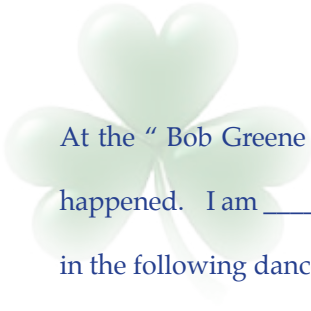 At the “ Bob Greene
happened. I am ____
in the following danc